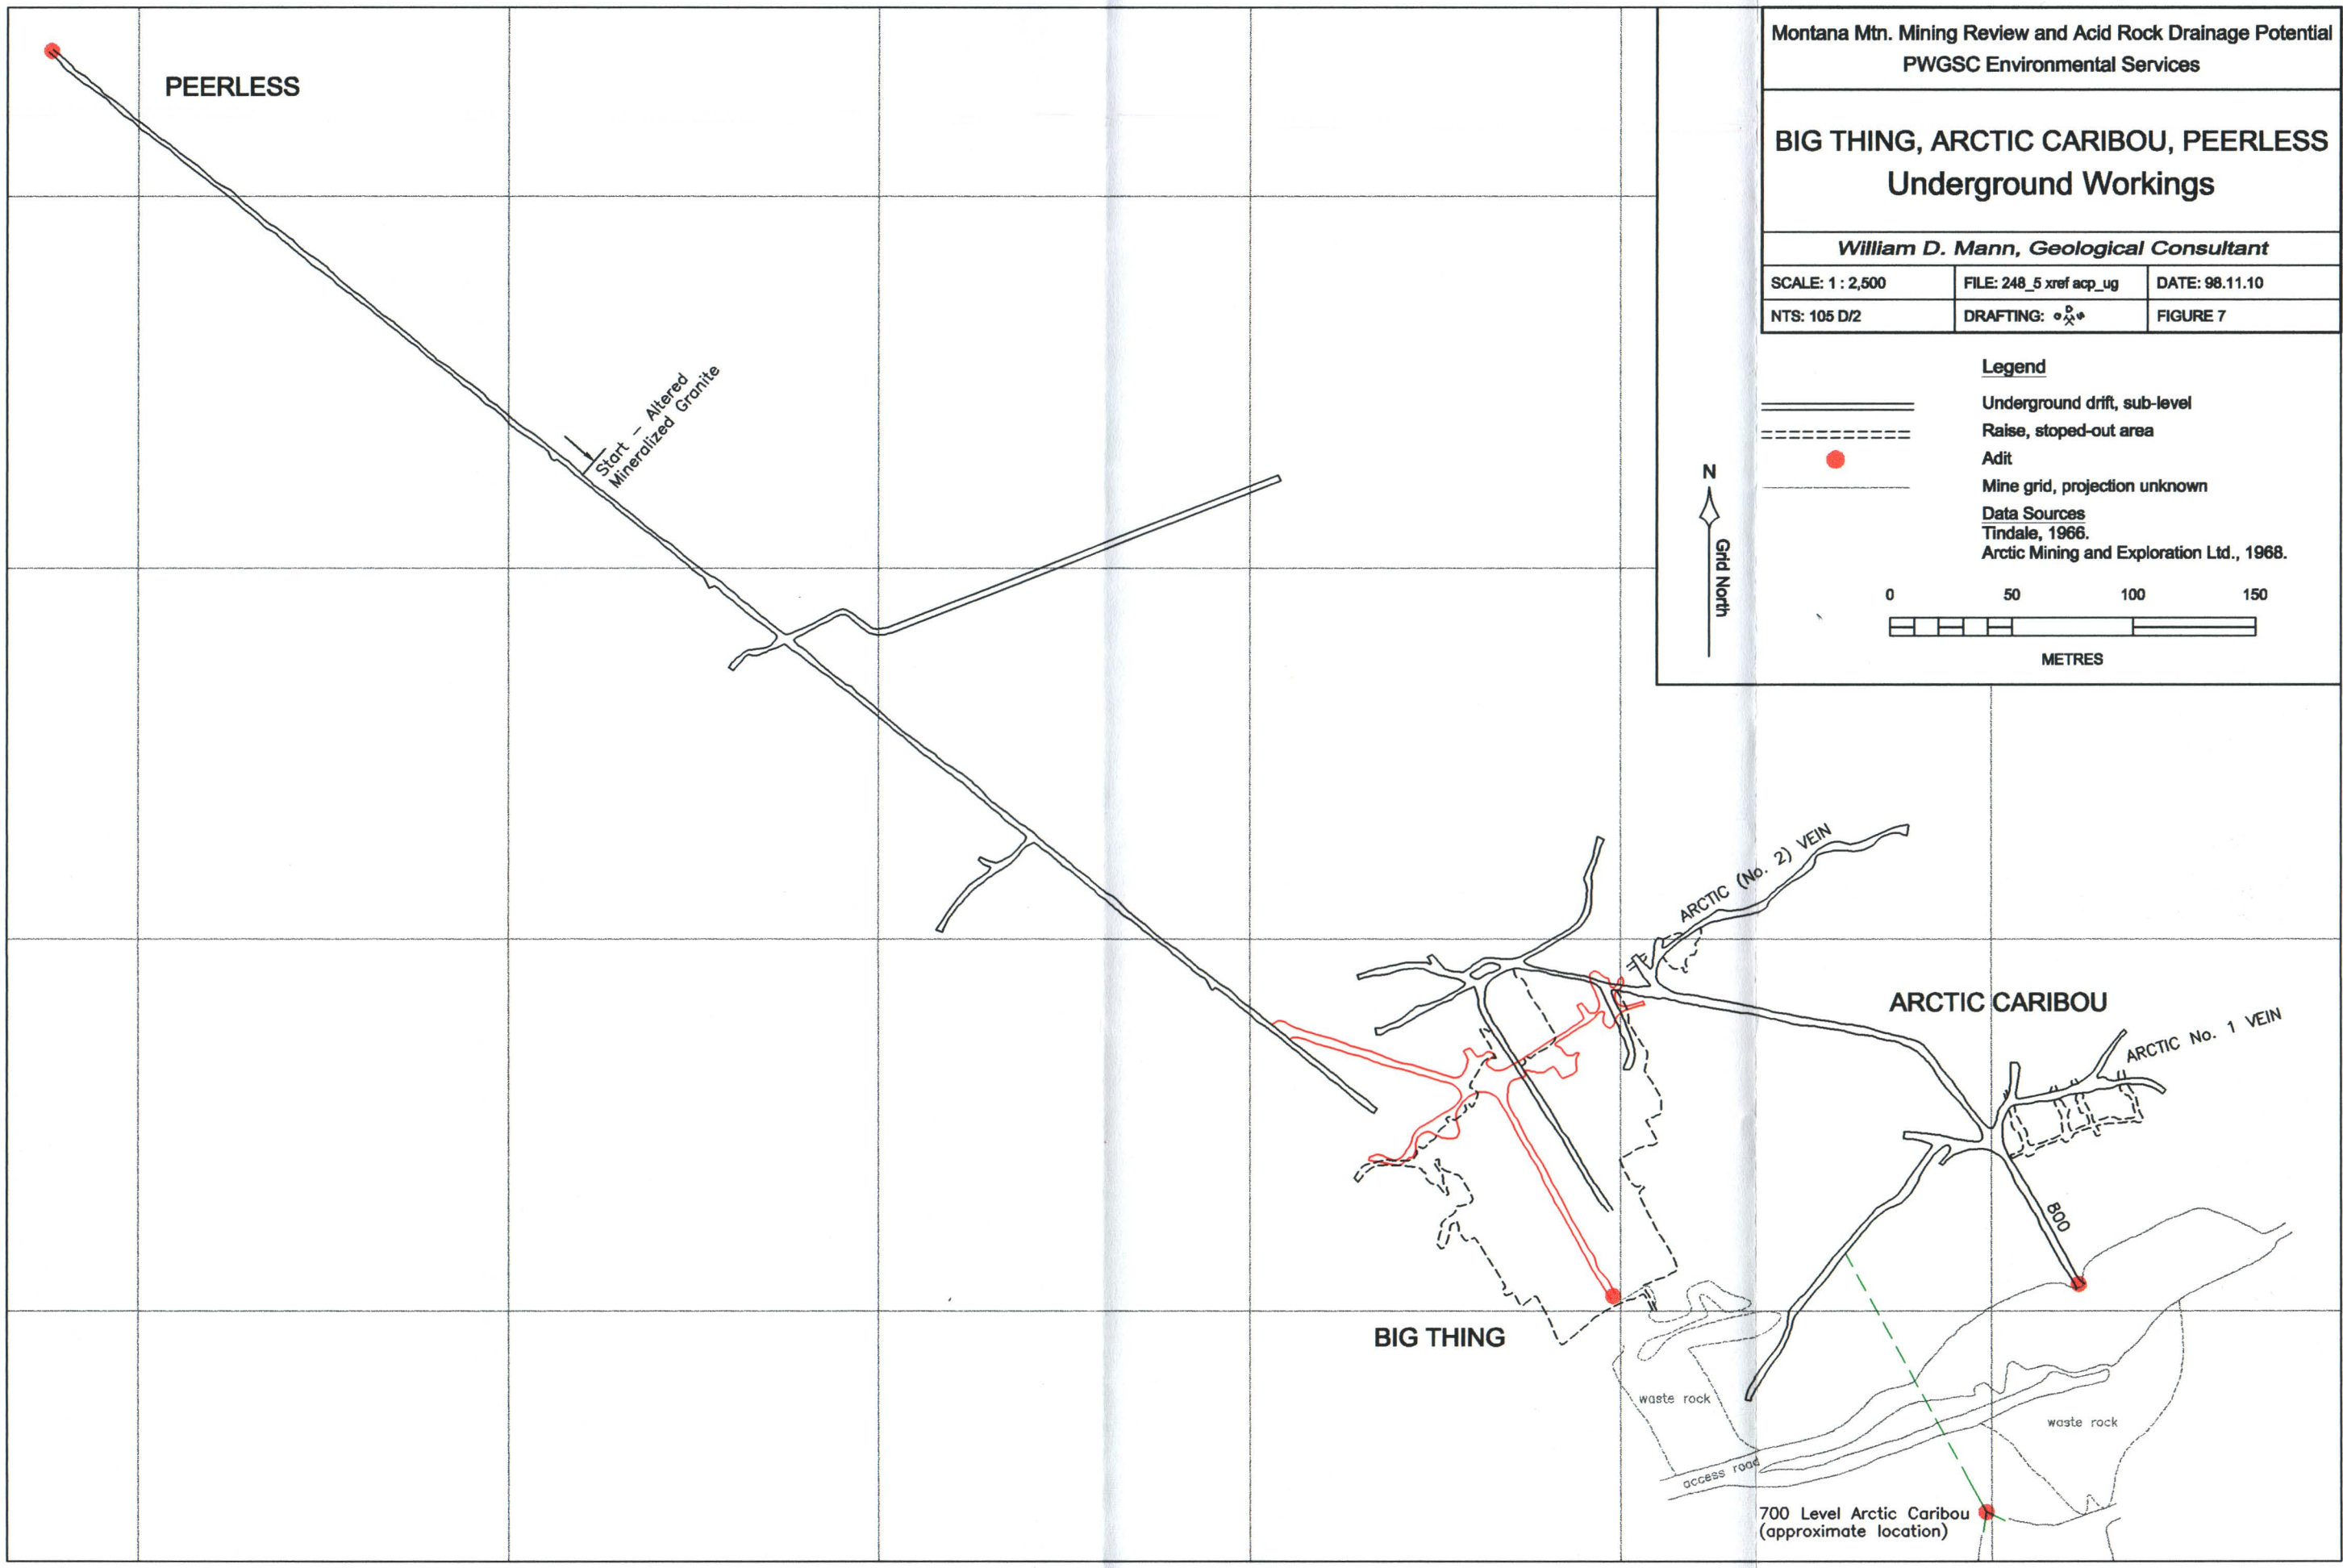 Montana Mtn. Mining Review and Acid Rock Drainage Potential
PWGSC Environmental Services
BIG THING, ARCTIC CARIBOU, PEERLESS
Underground Workings
William D. Mann, Geological Consultant
SCALE: 1 : 2,500
FILE: 248_5 xref acp_ug
DATE: 98.11.10
NTS: 105 D/2
DRAFTING:
FIGURE 7
Legend
Underground drift, sub-level
Raise, stoped-out area
Adit
Mine grid, projection unknown
Data Sources
Tindale, 1966.
Arctic Mining and Exploration Ltd., 1968.
N
Grid North
0 50 100 150
METRES
PEERLESS
Start - Altered
Mineralized Granite
ARCTIC (No. 2) VEIN
ARCTIC CARIBOU
ARCTIC No. 1 VEIN
800
BIG THING
waste rock
waste rock
access road
700 Level Arctic Caribou
(approximate location)